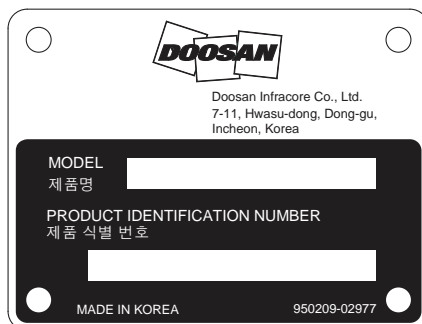 DOOSAN
Doosan Infracore Co., Ltd.
7-11, Hwasu-dong, Dong-gu,
Incheon, Korea
MODEL
제품명
PRODUCT IDENTIFICATION NUMBER
제품 식별 번호
MADE IN KOREA 950209-02977